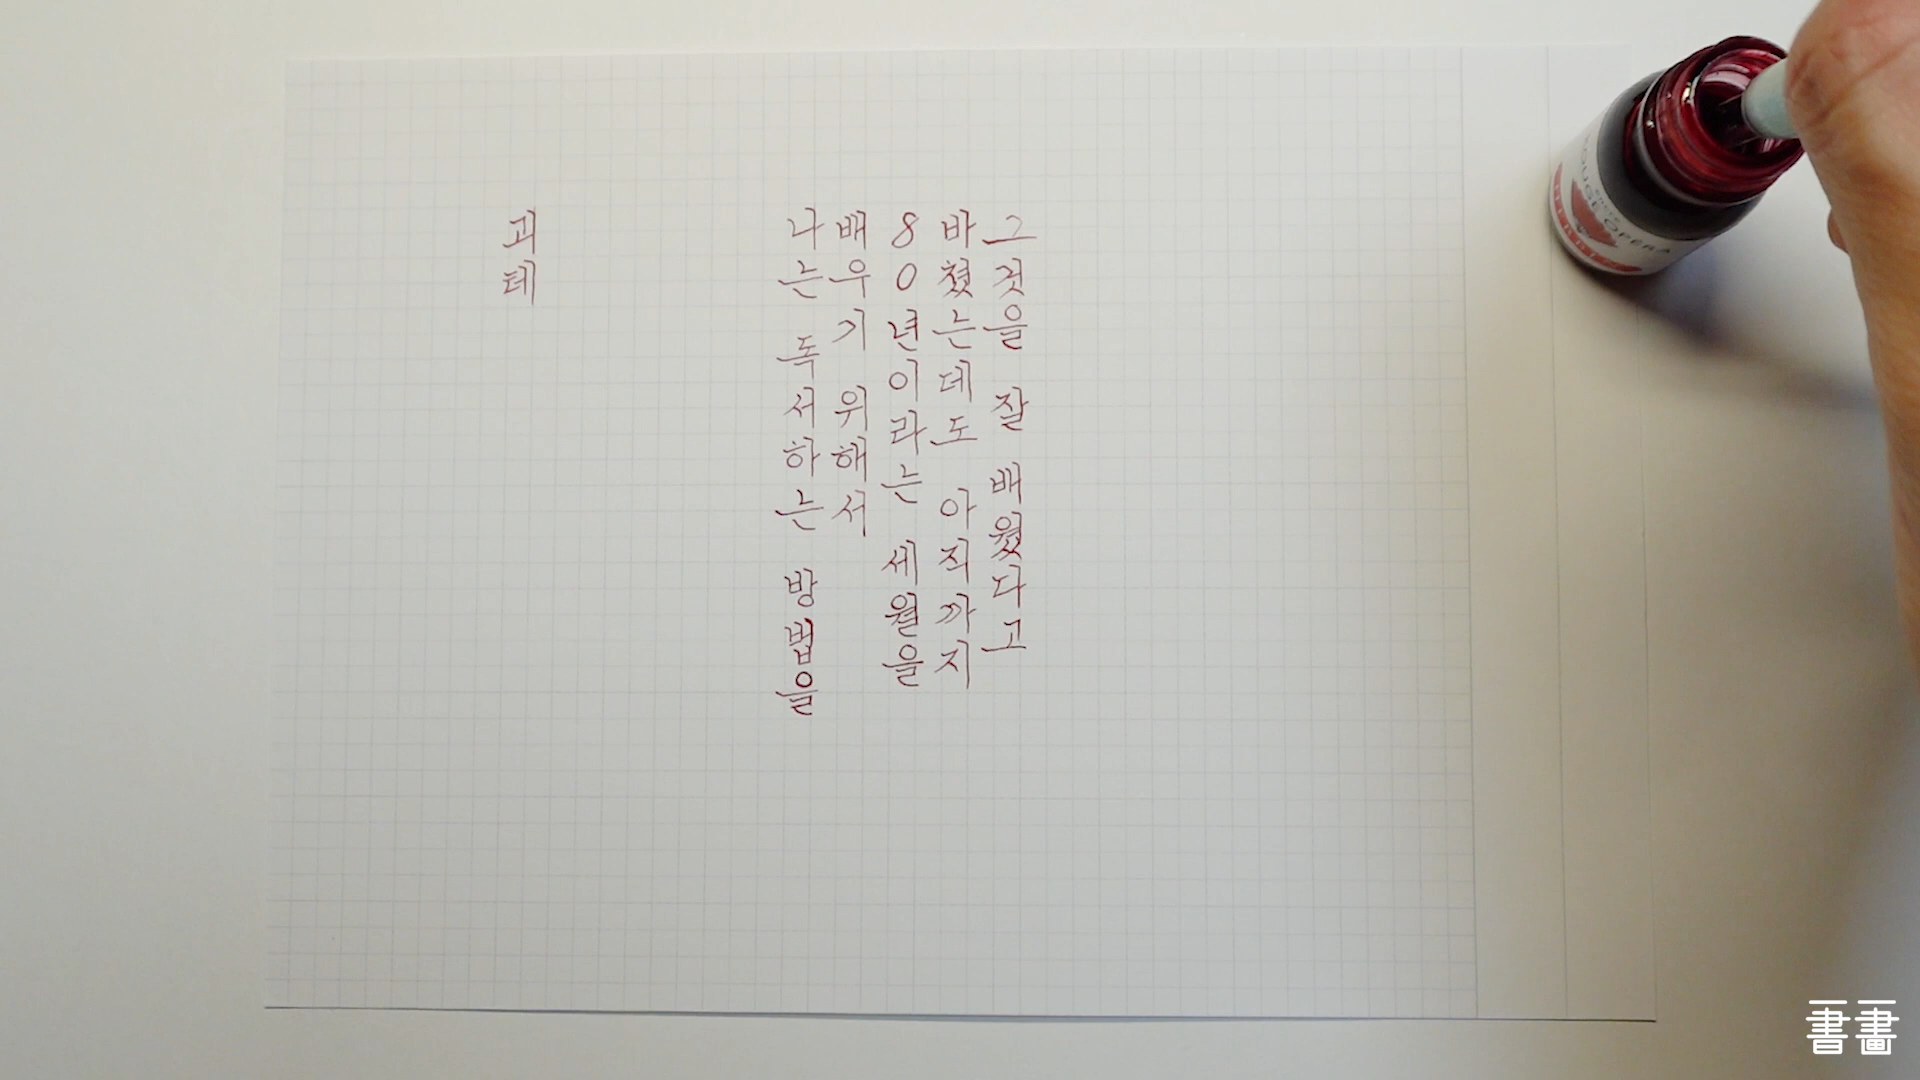 괴테
나는 독서하는 방법을
배우기 위해서
80년이라는 세월을
바쳤는데도 아직까지
그것을 잘 배웠다고
ROUGE OPÉRA
書畫